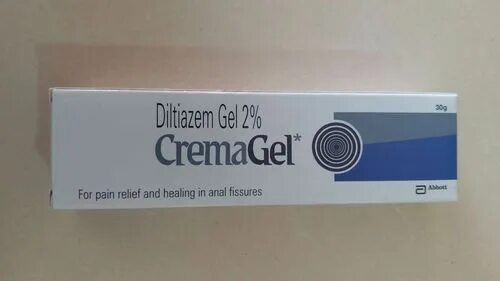 30g
Diltiazem Gel 2%
CremaGel*
For pain relief and healing in anal fissures
Abbott